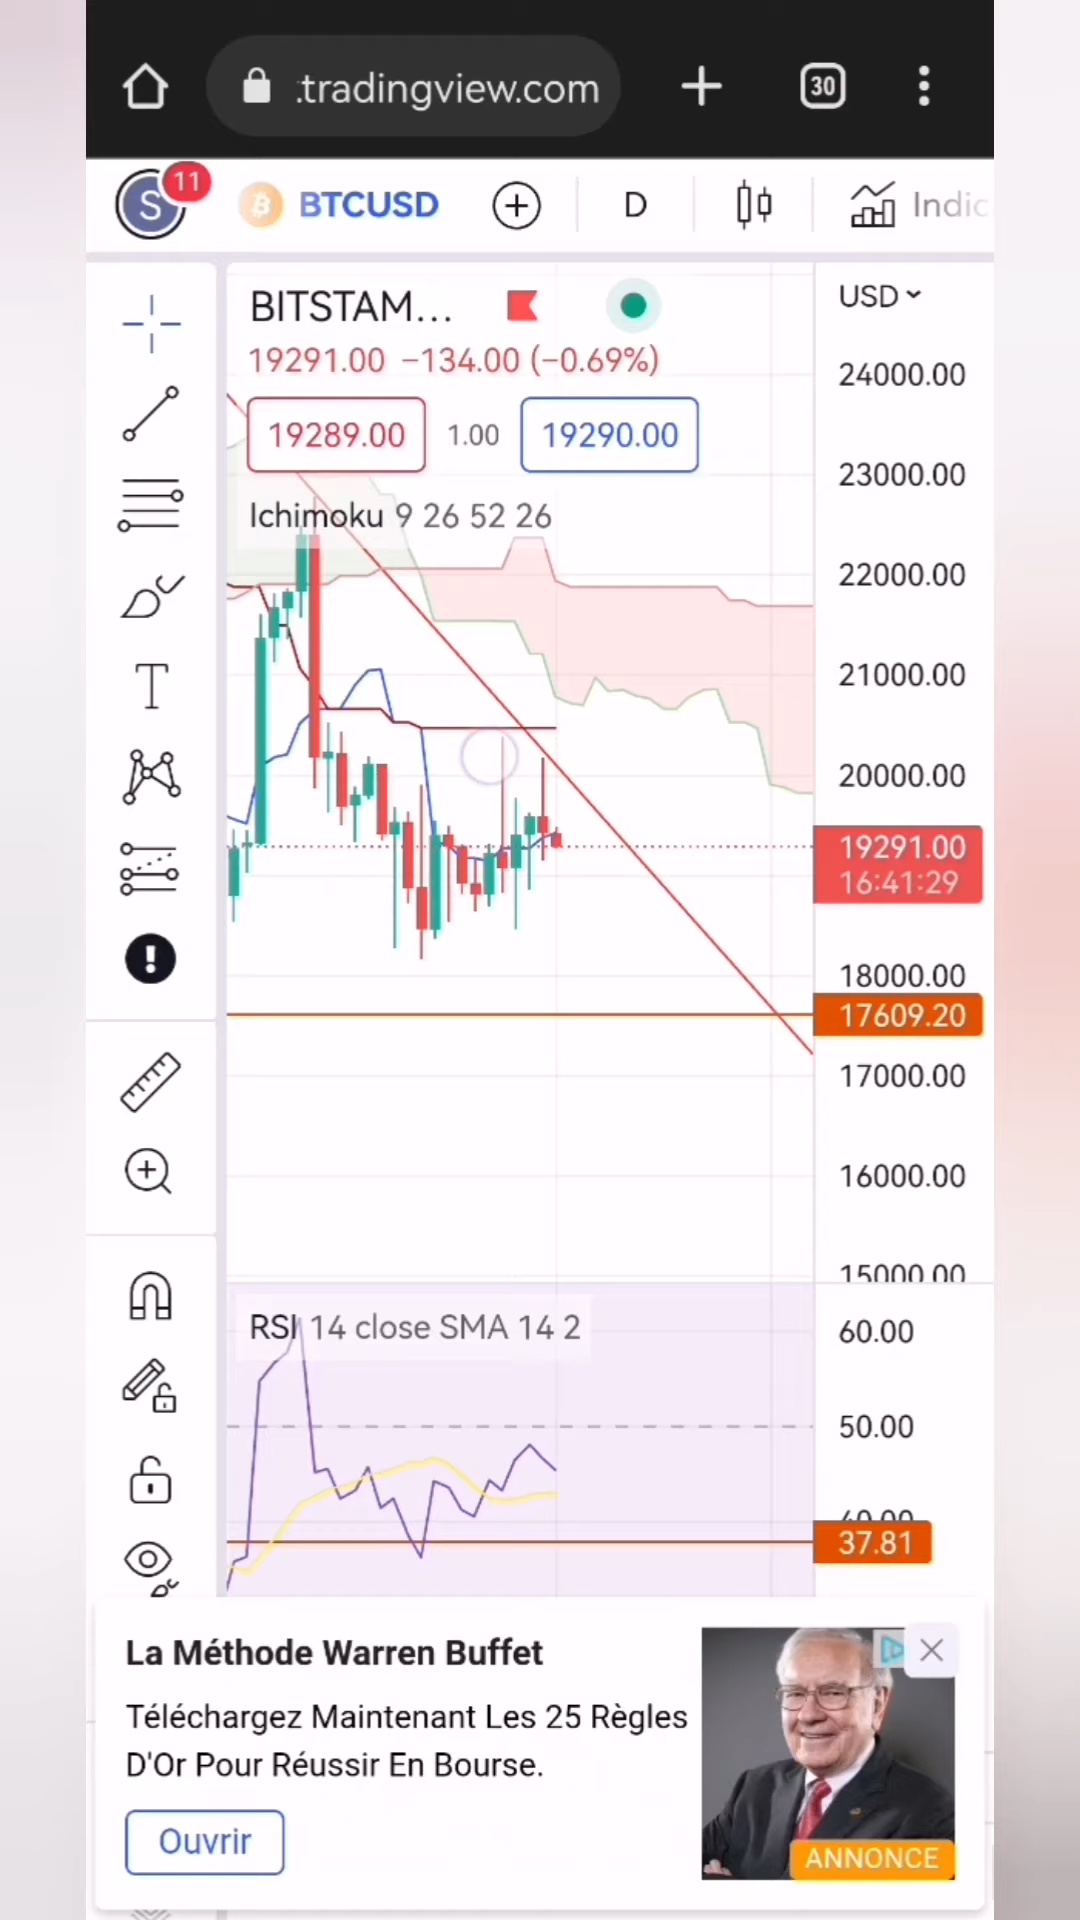 .tradingview.com
30
S
11
BTCUSD
D
Indic
BITSTAM...
USD
19291.00 −134.00 (−0.69%)
24000.00
19289.00
1.00
19290.00
23000.00
Ichimoku 9 26 52 26
22000.00
21000.00
20000.00
19291.00
16:41:29
18000.00
17609.20
17000.00
16000.00
15000.00
RSI 14 close SMA 14 2
60.00
50.00
40.00
37.81
La Méthode Warren Buffet
Téléchargez Maintenant Les 25 Règles
D'Or Pour Réussir En Bourse.
Ouvrir
ANNONCE